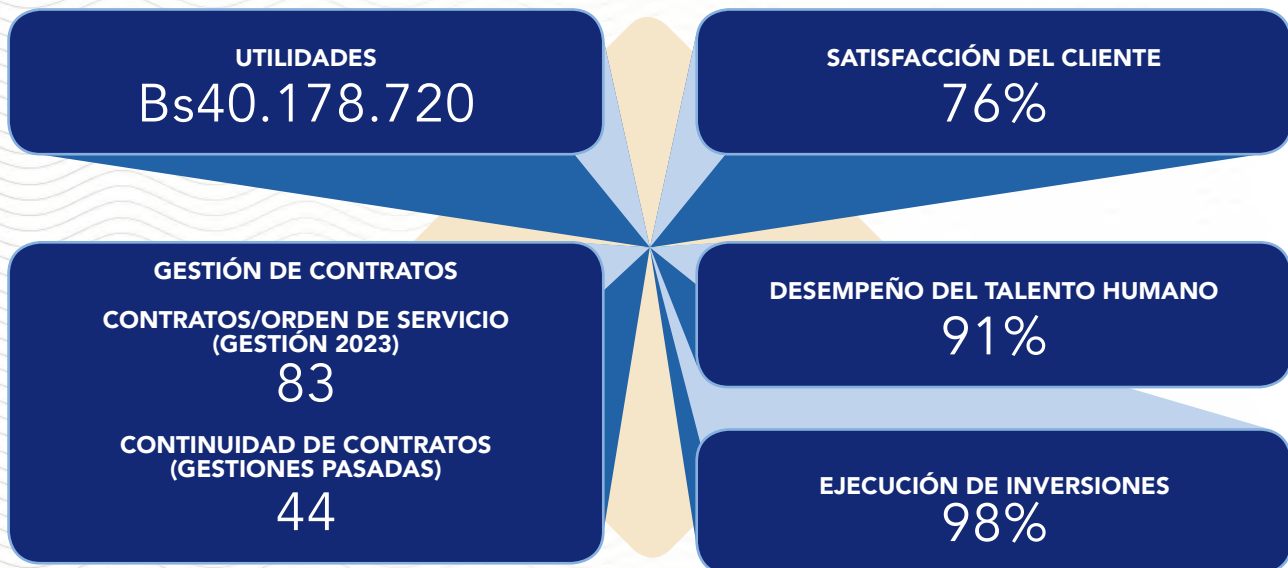 UTILIDADES
Bs40.178.720
SATISFACCIÓN DEL CLIENTE
76%
GESTIÓN DE CONTRATOS
CONTRATOS/ORDEN DE SERVICIO
(GESTIÓN 2023)
83
CONTINUIDAD DE CONTRATOS
(GESTIONES PASADAS)
44
DESEMPEÑO DEL TALENTO HUMANO
91%
EJECUCIÓN DE INVERSIONES
98%